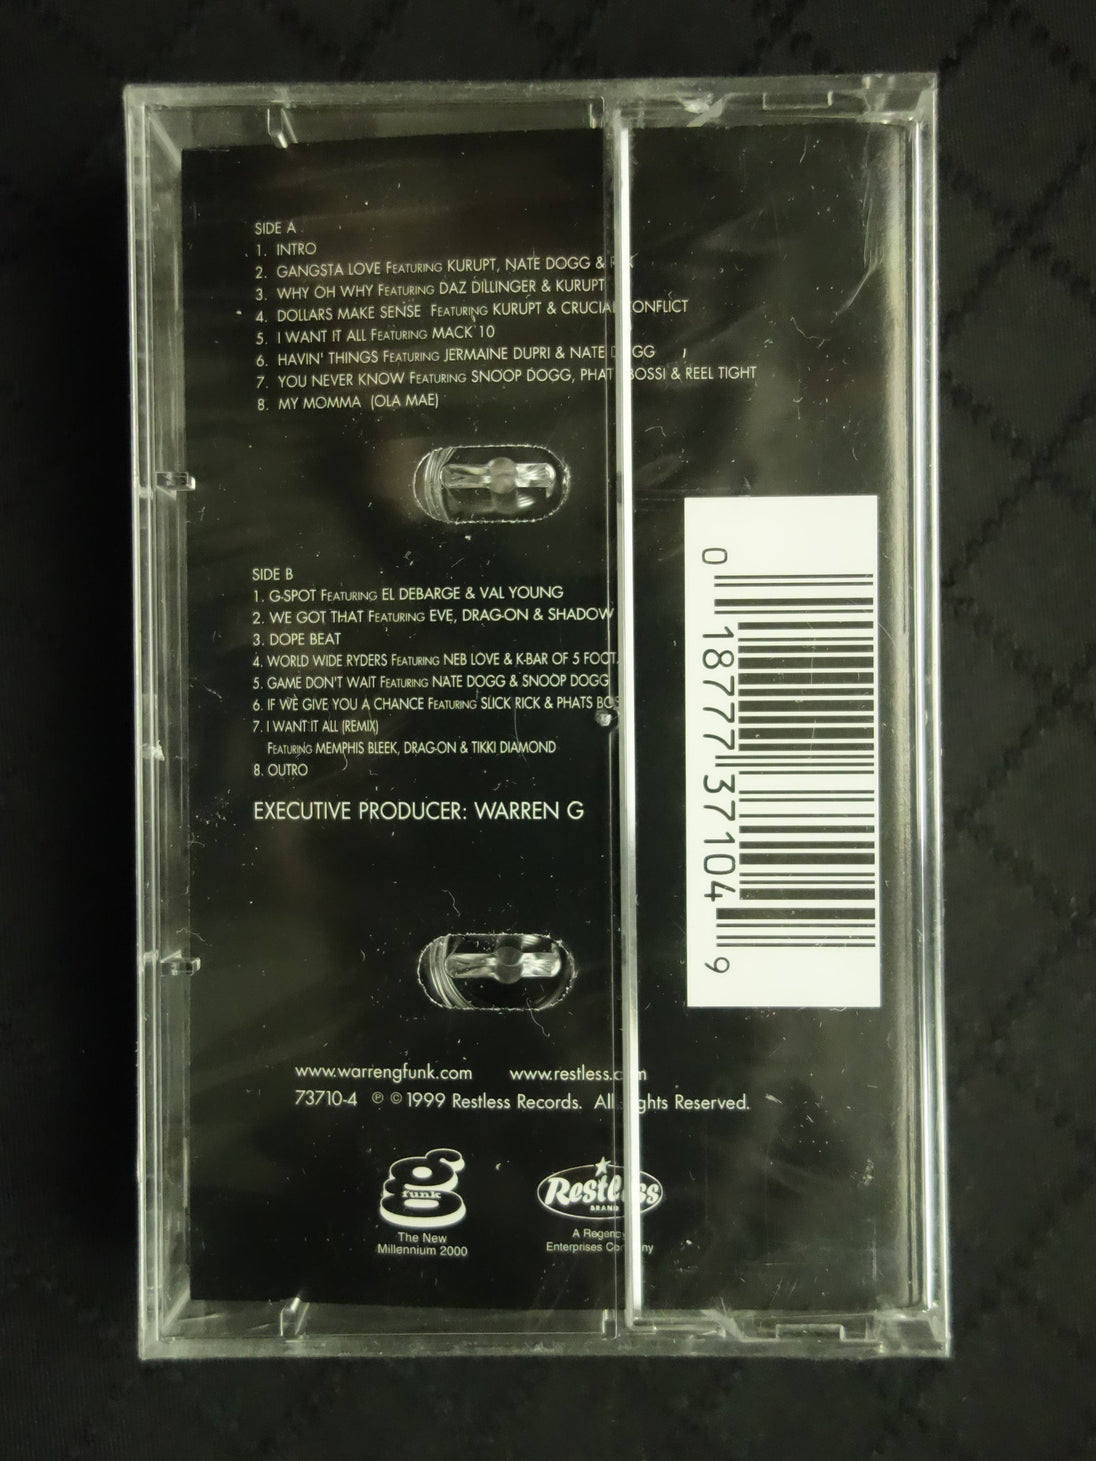 SIDE A
1. INTRO
2. GANGSTA LOVE FEATURING KURUPT, NATE DOGG &
3. WHY OH WHY FEATURING DAZ DILLINGER & KURUPT
4. DOLLARS MAKE SENSE FEATURING KURUPT & CRUCIAL CONFLICT
5. I WANT IT ALL FEATURING MACK 10
6. HAVIN' THINGS FEATURING JERMAINE DUPRI & NATE DOGG
7. YOU NEVER KNOW FEATURING SNOOP DOGG, PHAT BOSSI & REEL TIGHT
8. MY MOMMA (OLA MAE)
SIDE B
1. G-SPOT FEATURING EL DEBARGE & VAL YOUNG
2. WE GOT THAT FEATURING EVE, DRAG-ON & SHADOW
3. DOPE BEAT
4. WORLD WIDE RYDERS FEATURING NEB LOVE & K-BAR OF 5 FOOT
5. GAME DON'T WAIT FEATURING NATE DOGG & SNOOP DOGG
6. IF WE GIVE YOU A CHANCE FEATURING SLICK RICK & PHATS
7. I WANT IT ALL (REMIX)
FEATURING MEMPHIS BLEEK, DRAG-ON & TIKKI DIAMOND
8. OUTRO
EXECUTIVE PRODUCER: WARREN G
0 18777 37104 9
www.warrengfunk.com www.restless.com
73710-4 ℗ © 1999 Restless Records. All Rights Reserved.
g funk
The New
Millennium 2000
Restless
BRAND
A Regency
Enterprises Company